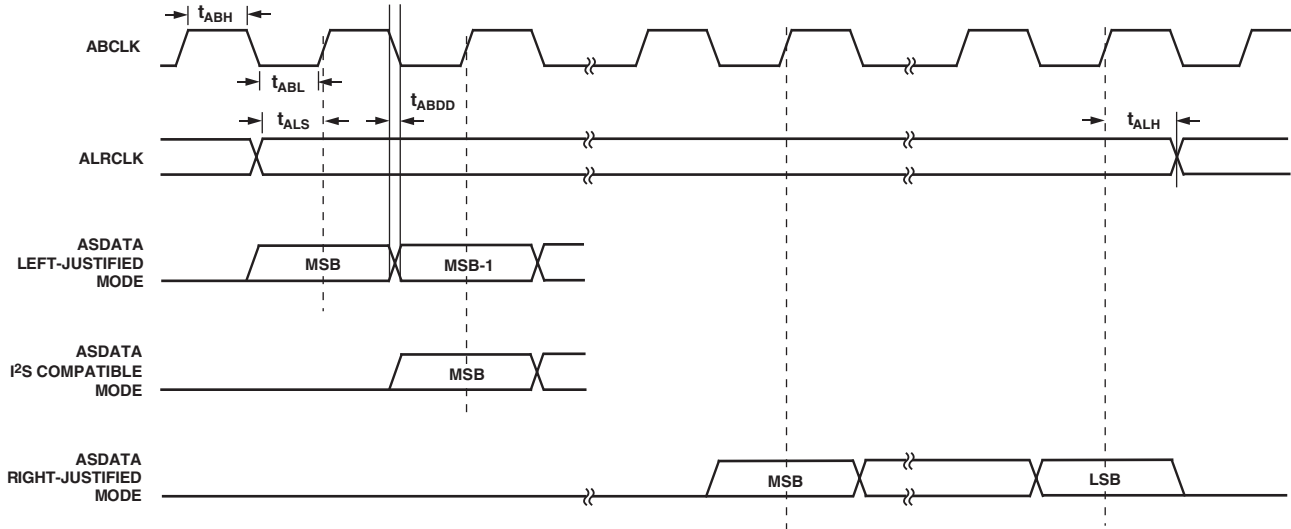 tABH
ABCLK
tABL
tABDD
tALS
tALH
ALRCLK
ASDATA
LEFT-JUSTIFIED
MODE
MSB
MSB-1
ASDATA
I²S COMPATIBLE
MODE
MSB
ASDATA
RIGHT-JUSTIFIED
MODE
MSB
LSB